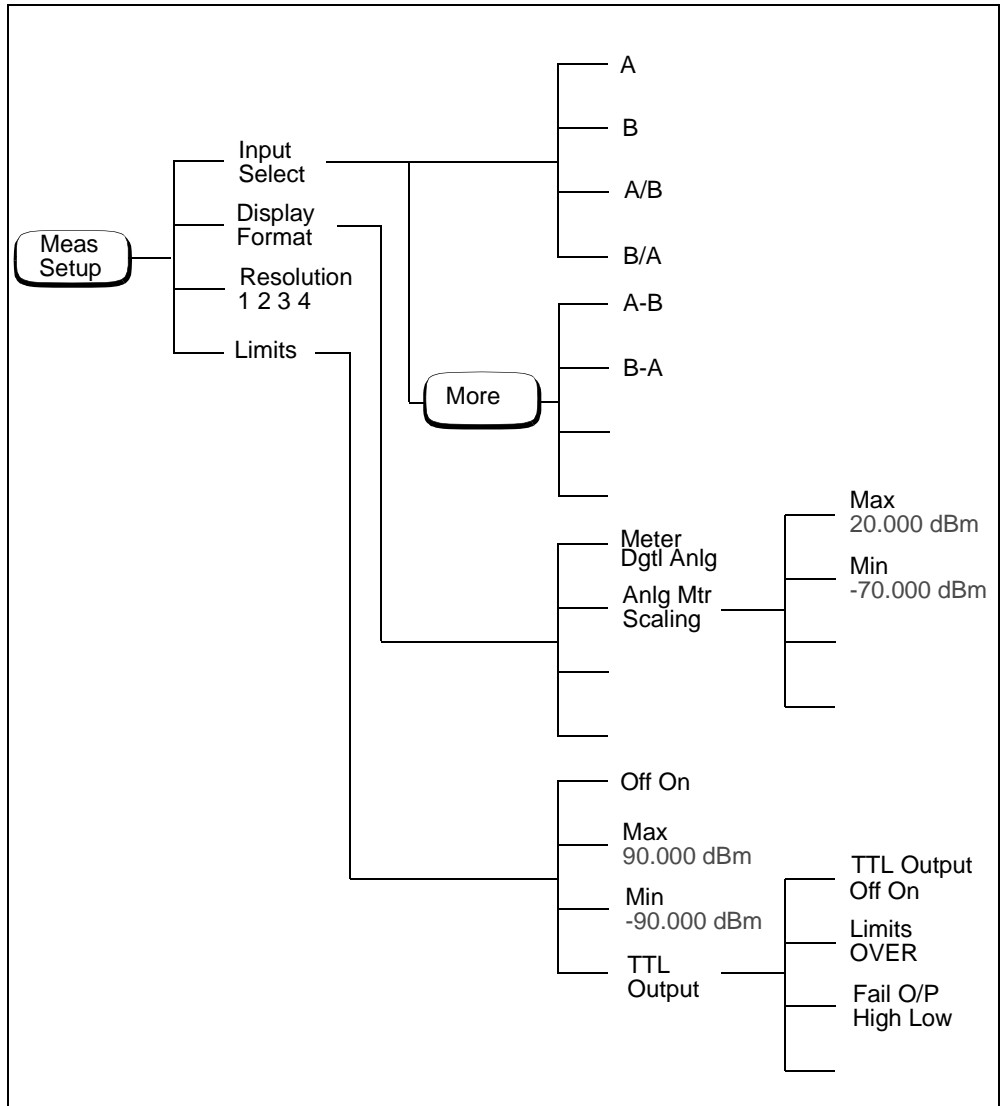 Meas
Setup
Input
Select
Display
Format
Resolution
1 2 3 4
Limits
A
B
A/B
B/A
More
A-B
B-A
Meter
Dgtl Anlg
Anlg Mtr
Scaling
Max
20.000 dBm
Min
-70.000 dBm
Off On
Max
90.000 dBm
Min
-90.000 dBm
TTL
Output
TTL Output
Off On
Limits
OVER
Fail O/P
High Low